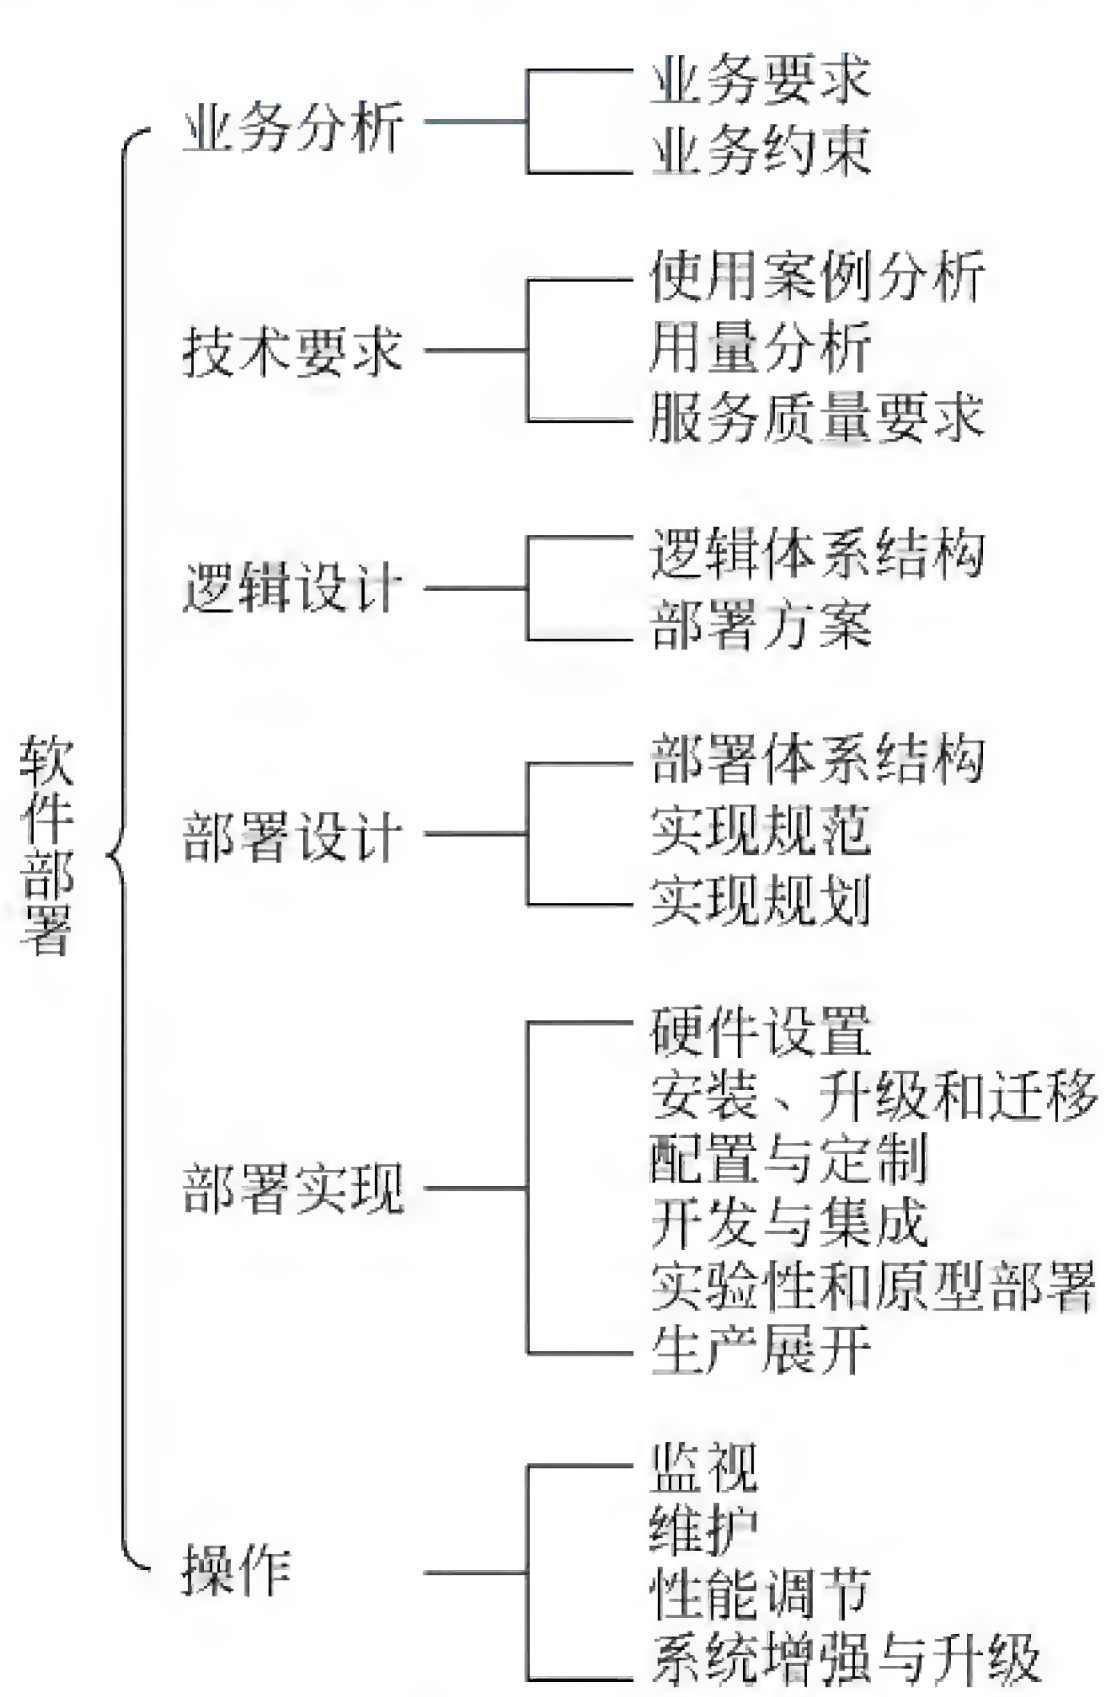 软件部署
业务分析
业务要求
业务约束
技术要求
使用案例分析
用量分析
服务质量要求
逻辑设计
逻辑体系结构
部署方案
部署设计
部署体系结构
实现规范
实现规划
部署实现
硬件设置
安装、升级和迁移
配置与定制
开发与集成
实验性和原型部署
生产展开
操作
监视
维护
性能调节
系统增强与升级